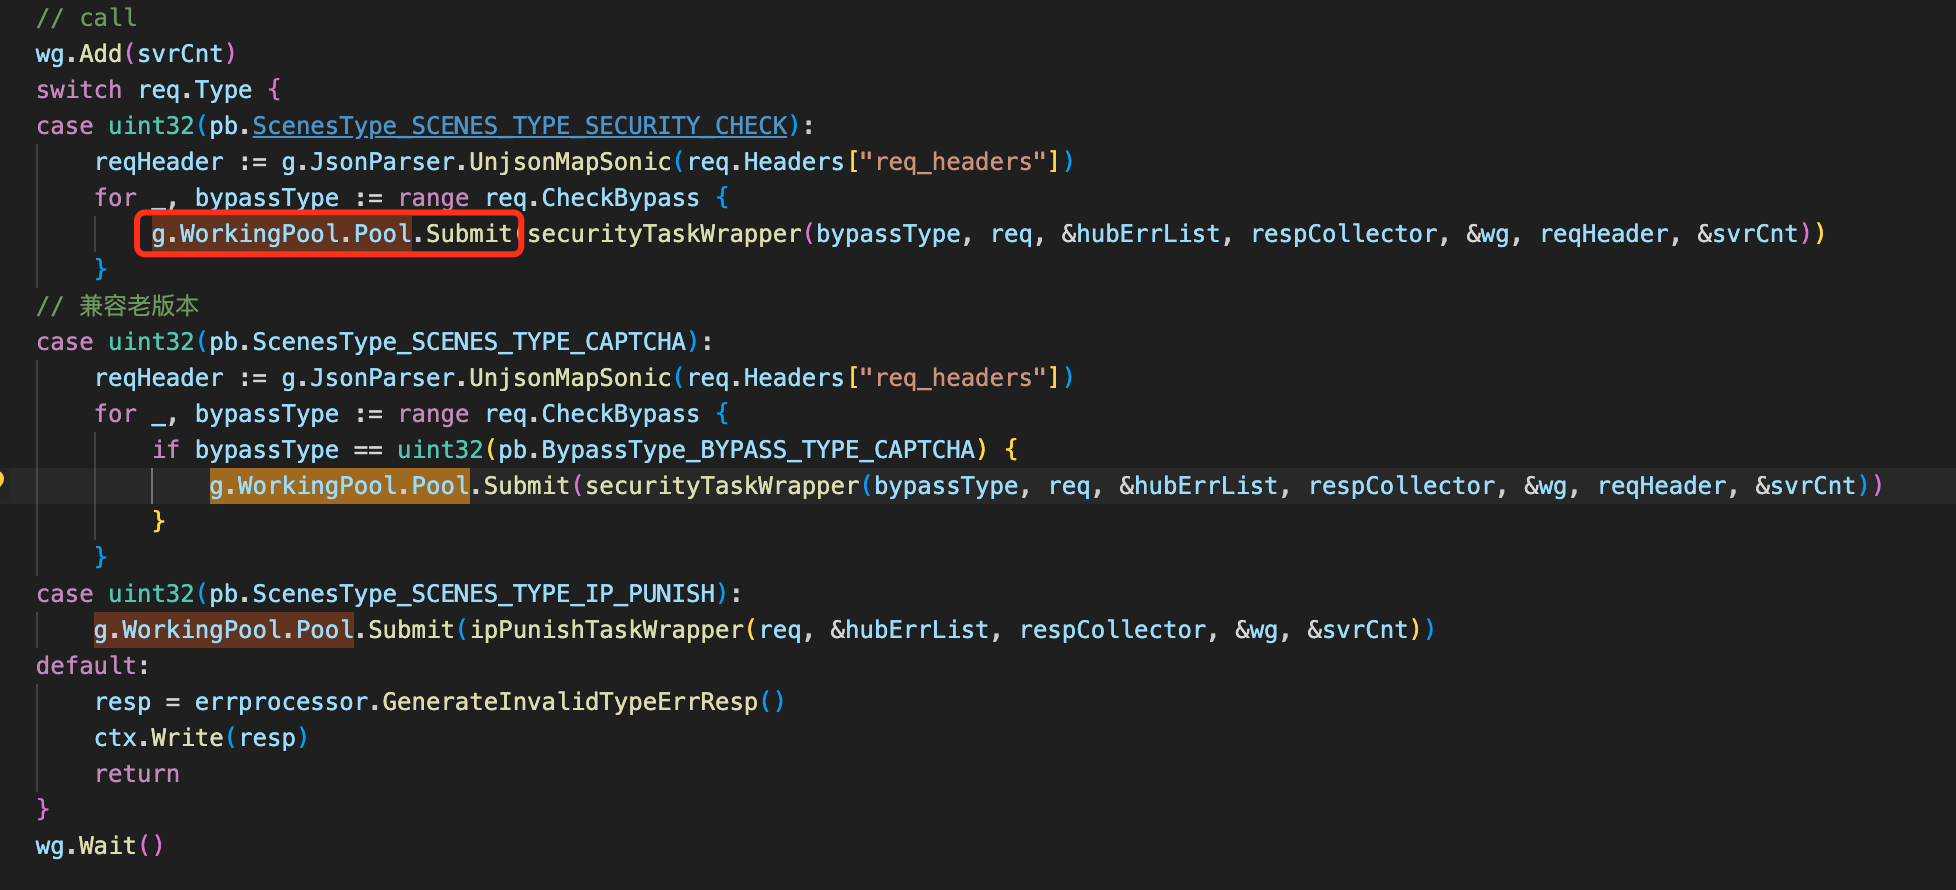 // call
wg.Add(svrCnt)
switch req.Type {
case uint32(pb.ScenesType_SCENES_TYPE_SECURITY_CHECK):
    reqHeader := g.JsonParser.UnjsonMapSonic(req.Headers["req_headers"])
    for _, bypassType := range req.CheckBypass {
        g.WorkingPool.Pool.Submit(securityTaskWrapper(bypassType, req, &hubErrList, respCollector, &wg, reqHeader, &svrCnt))
    }
// 兼容老版本
case uint32(pb.ScenesType_SCENES_TYPE_CAPTCHA):
    reqHeader := g.JsonParser.UnjsonMapSonic(req.Headers["req_headers"])
    for _, bypassType := range req.CheckBypass {
        if bypassType == uint32(pb.BypassType_BYPASS_TYPE_CAPTCHA) {
            g.WorkingPool.Pool.Submit(securityTaskWrapper(bypassType, req, &hubErrList, respCollector, &wg, reqHeader, &svrCnt))
        }
    }
case uint32(pb.ScenesType_SCENES_TYPE_IP_PUNISH):
    g.WorkingPool.Pool.Submit(ipPunishTaskWrapper(req, &hubErrList, respCollector, &wg, &svrCnt))
default:
    resp = errprocessor.GenerateInvalidTypeErrResp()
    ctx.Write(resp)
    return
}
wg.Wait()